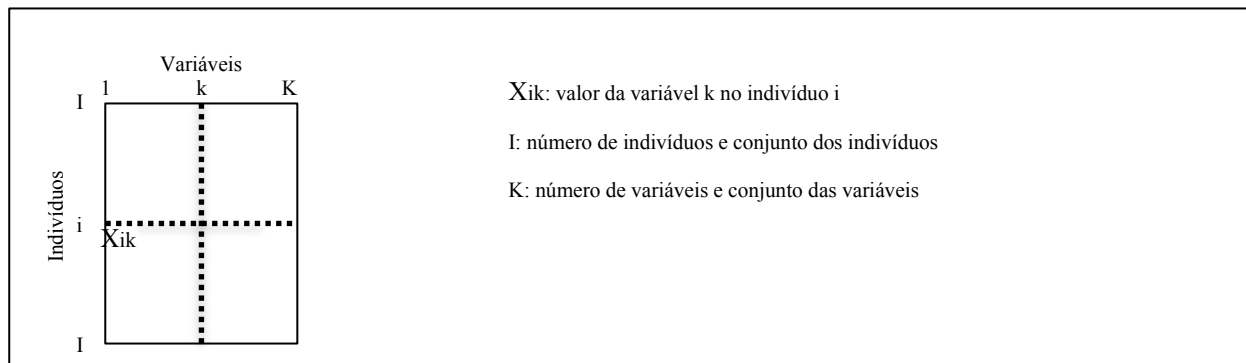 Variáveis
1 k K
I
Indivíduos
i
Xik
I
Xik: valor da variável k no indivíduo i
I: número de indivíduos e conjunto dos indivíduos
K: número de variáveis e conjunto das variáveis